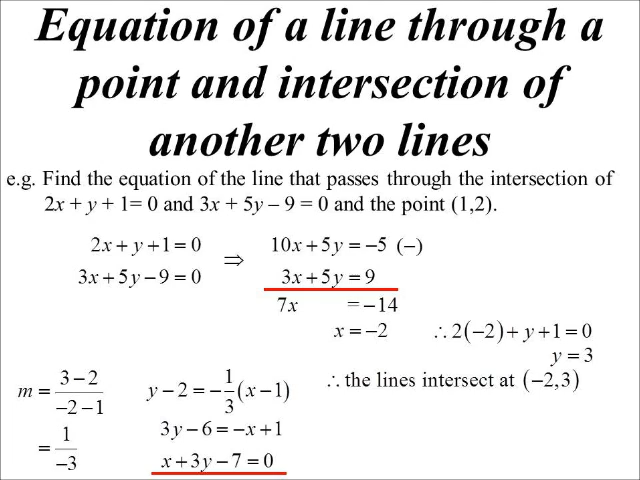 Equation of a line through a
point and intersection of
another two lines
e.g. Find the equation of the line that passes through the intersection of
2x + y + 1= 0 and 3x + 5y – 9 = 0 and the point (1,2).
2x + y + 1 = 0 ⇒ 10x + 5y = −5 (−)
3x + 5y − 9 = 0 3x + 5y = 9
7x = −14
x = −2 ∴ 2(−2) + y + 1 = 0
y = 3
∴ the lines intersect at (−2,3)
m = (3 − 2)/(−2 − 1)
= 1/−3
y − 2 = −1/3(x − 1)
3y − 6 = −x + 1
x + 3y − 7 = 0